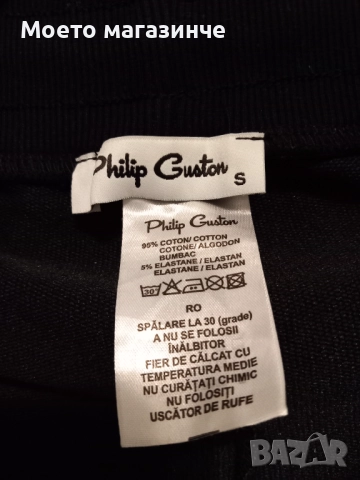 Моето магазинче
Philip Guston S
Philip Guston
95% COTON/COTTON
COTONE/ALGODON
BUMBAC
5% ELASTANE/ELASTAN
ELASTAN/ELASTANE
30°
RO
SPĂLARE LA 30 (grade)
A NU SE FOLOSII
ÎNĂLBITOR
FIER DE CĂLCAT CU
TEMPERATURA MEDIE
NU CURĂȚAȚI CHIMIC
NU FOLOSIȚI
USCĂTOR DE RUFE
BAZAR